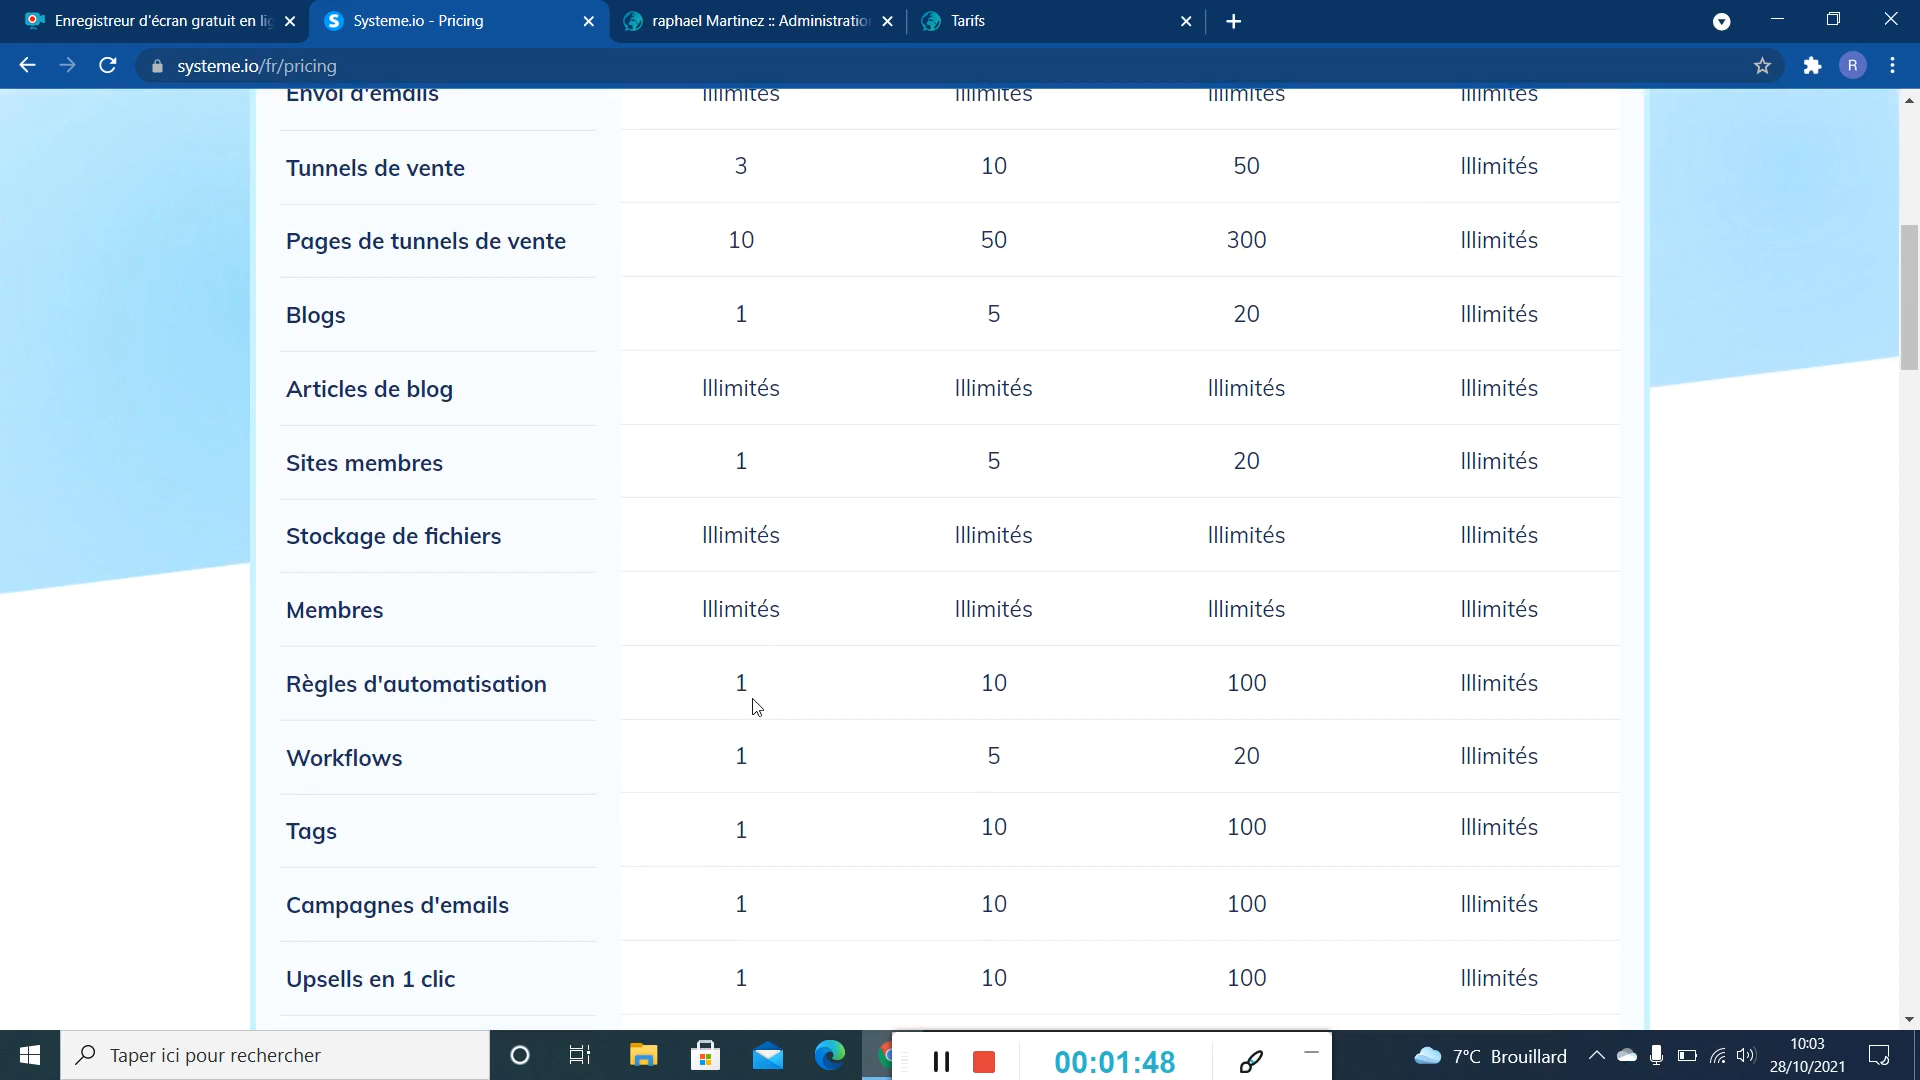 Enregistreur d'écran gratuit en lig
Systeme.io - Pricing
raphael Martinez :: Administration
Tarifs
systeme.io/fr/pricing
R
Envoi d'emails Illimités Illimités Illimités Illimités
Tunnels de vente 3 10 50 Illimités
Pages de tunnels de vente 10 50 300 Illimités
Blogs 1 5 20 Illimités
Articles de blog Illimités Illimités Illimités Illimités
Sites membres 1 5 20 Illimités
Stockage de fichiers Illimités Illimités Illimités Illimités
Membres Illimités Illimités Illimités Illimités
Règles d'automatisation 1 10 100 Illimités
Workflows 1 5 20 Illimités
Tags 1 10 100 Illimités
Campagnes d'emails 1 10 100 Illimités
Upsells en 1 clic 1 10 100 Illimités
Taper ici pour rechercher
00:01:48
7°C Brouillard
10:03
28/10/2021